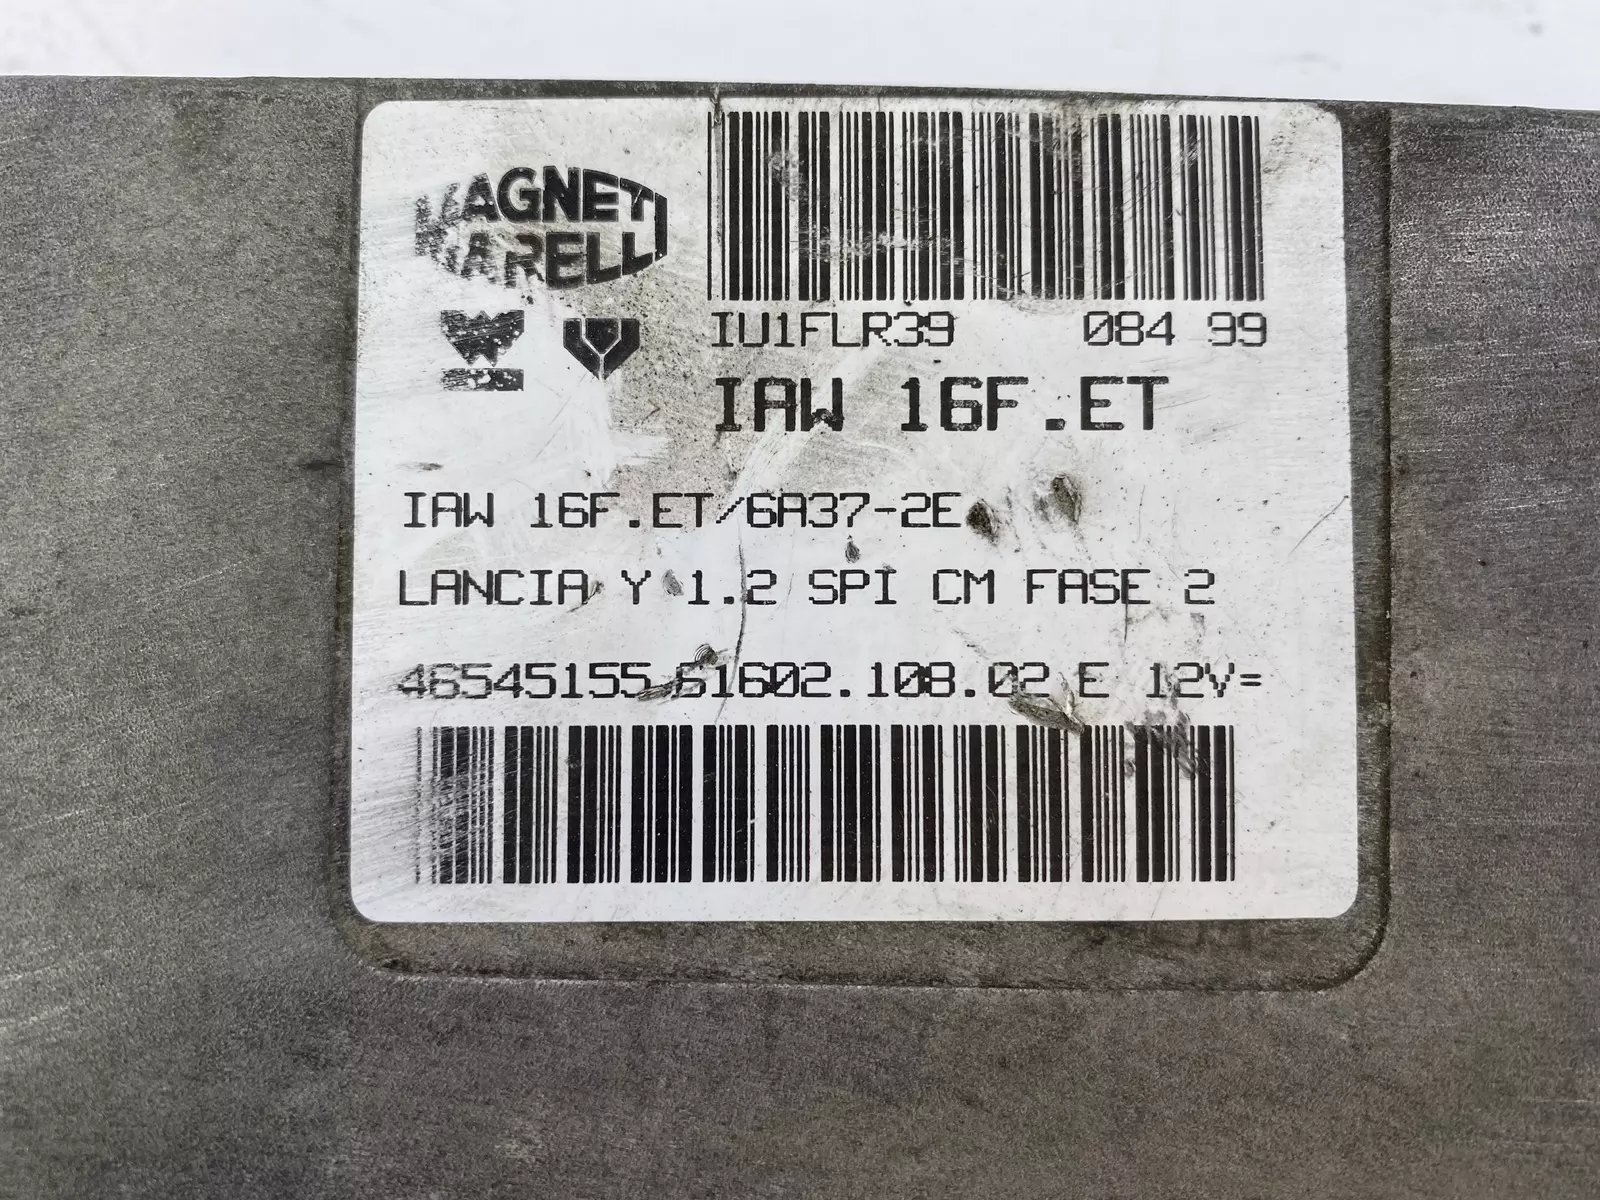 MAGNETI
MARELLI
IU1FLR39 084 99
IAW 16F.ET
IAW 16F.ET/6A37-2E
LANCIA Y 1.2 SPI CM FASE 2
46545155 61602.108.02 E 12V=